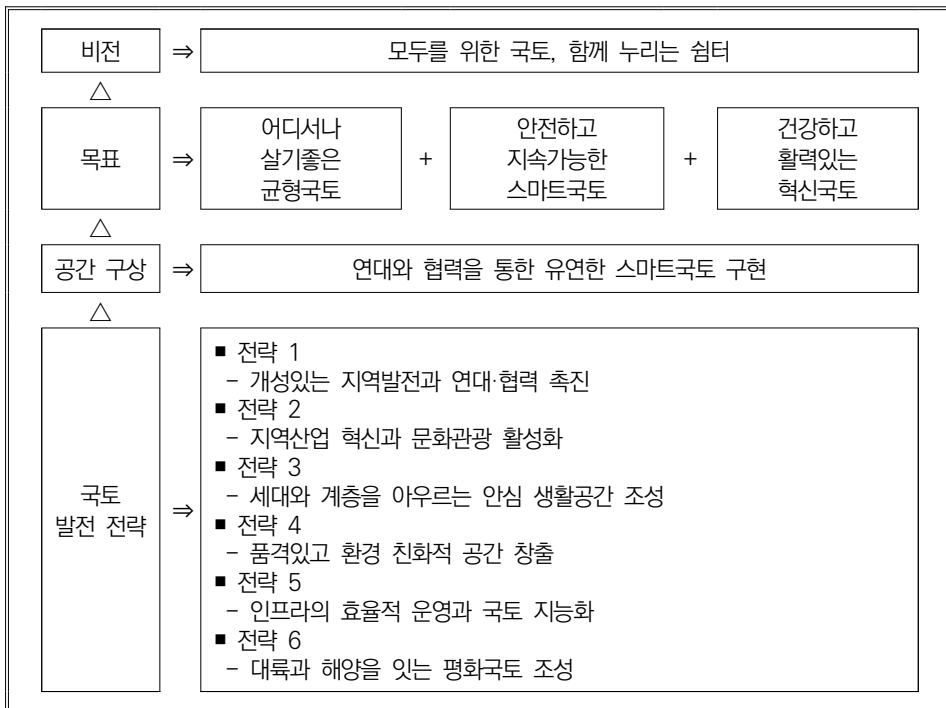 비전 ⇒ 모두를 위한 국토, 함께 누리는 쉼터
△
목표 ⇒ 어디서나 살기좋은 균형국토 + 안전하고 지속가능한 스마트국토 + 건강하고 활력있는 혁신국토
△
공간 구상 ⇒ 연대와 협력을 통한 유연한 스마트국토 구현
△
국토 발전 전략 ⇒
■ 전략 1
- 개성있는 지역발전과 연대·협력 촉진
■ 전략 2
- 지역산업 혁신과 문화관광 활성화
■ 전략 3
- 세대와 계층을 아우르는 안심 생활공간 조성
■ 전략 4
- 품격있고 환경 친화적 공간 창출
■ 전략 5
- 인프라의 효율적 운영과 국토 지능화
■ 전략 6
- 대륙과 해양을 잇는 평화국토 조성